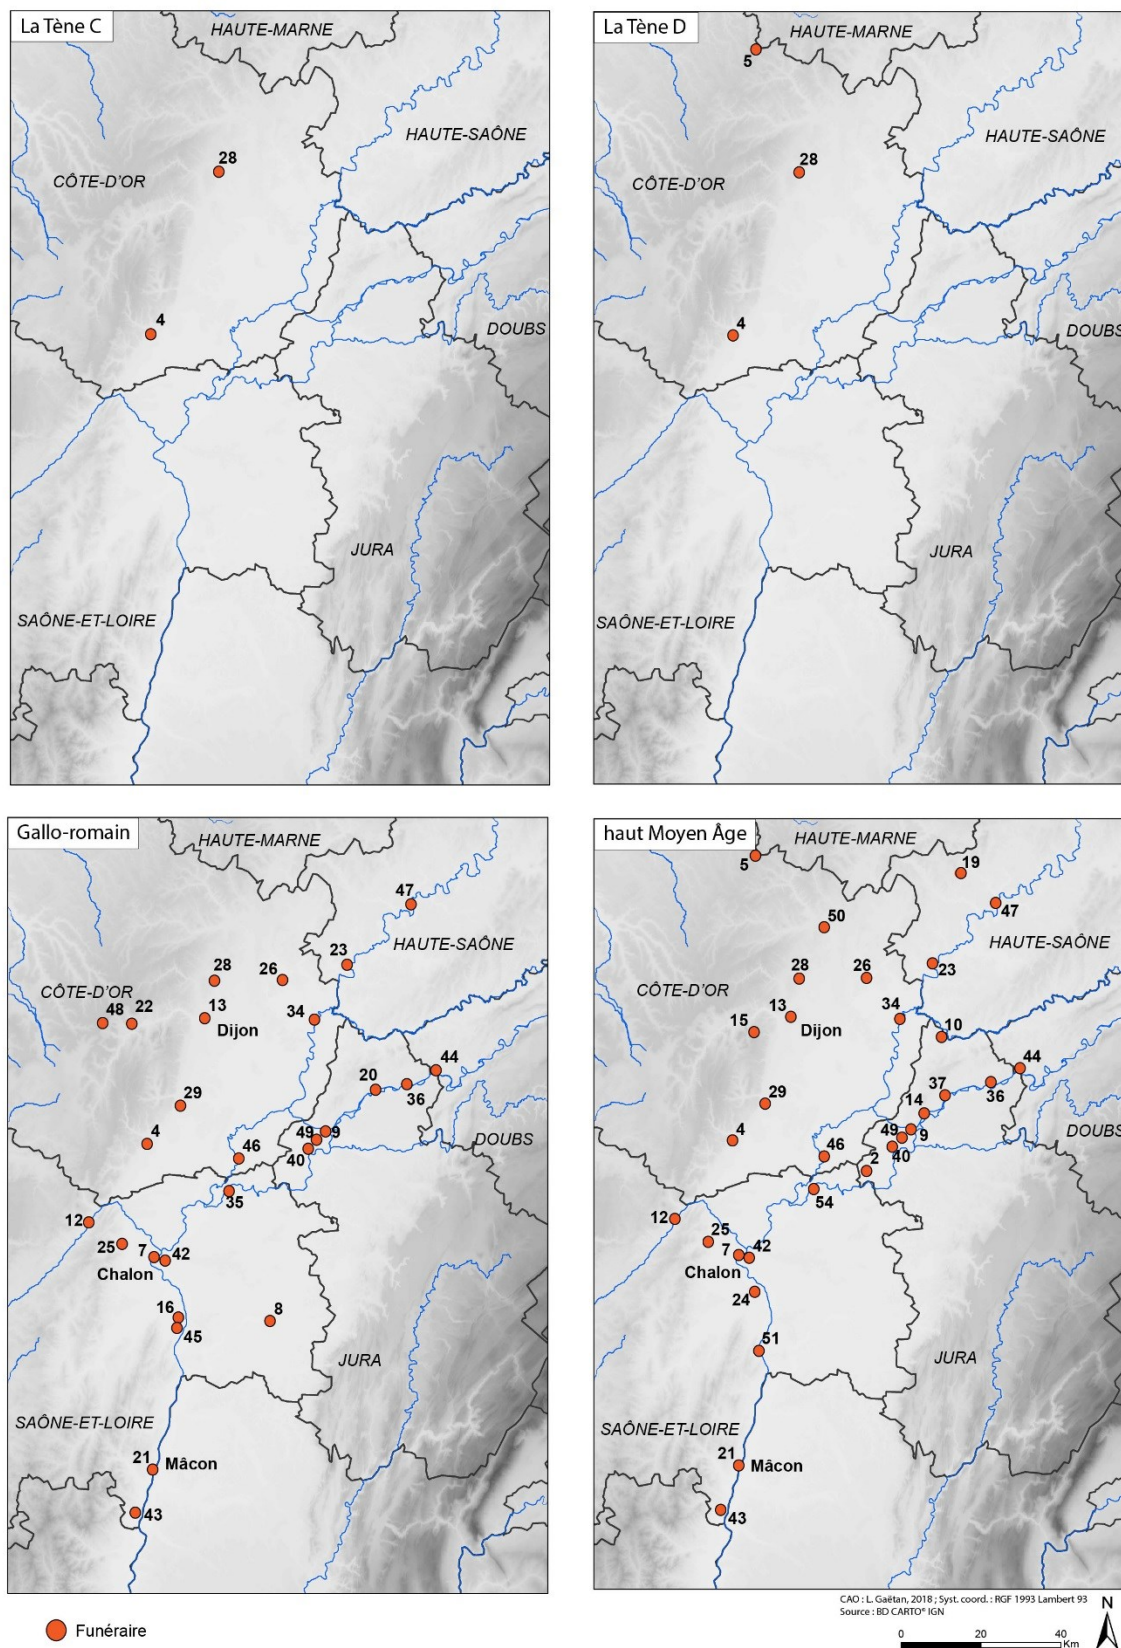 La Tène C
HAUTE-MARNE
HAUTE-SAÔNE
28
CÔTE-D'OR
4
DOUBS
JURA
SAÔNE-ET-LOIRE
La Tène D
HAUTE-MARNE
5
HAUTE-SAÔNE
28
CÔTE-D'OR
4
DOUBS
JURA
SAÔNE-ET-LOIRE
Gallo-romain
HAUTE-MARNE
47
HAUTE-SAÔNE
23
28
26
CÔTE-D'OR
48
22
13
Dijon
34
44
20
36
29
4
49
9
DOUBS
46
40
35
12
25
7
42
Chalon
16
8
45
JURA
SAÔNE-ET-LOIRE
21
Mâcon
43
haut Moyen Âge
HAUTE-MARNE
5
19
47
50
HAUTE-SAÔNE
23
28
26
CÔTE-D'OR
13
34
15
Dijon
10
44
37
36
29
14
4
49
9
DOUBS
46
40
2
54
12
25
7
42
Chalon
24
51
JURA
SAÔNE-ET-LOIRE
21
Mâcon
43
Funéraire
CAO : L. Gaëtan, 2018 ; Syst. coord. : RGF 1993 Lambert 93
Source : BD CARTO® IGN
N
0 20 40
Km